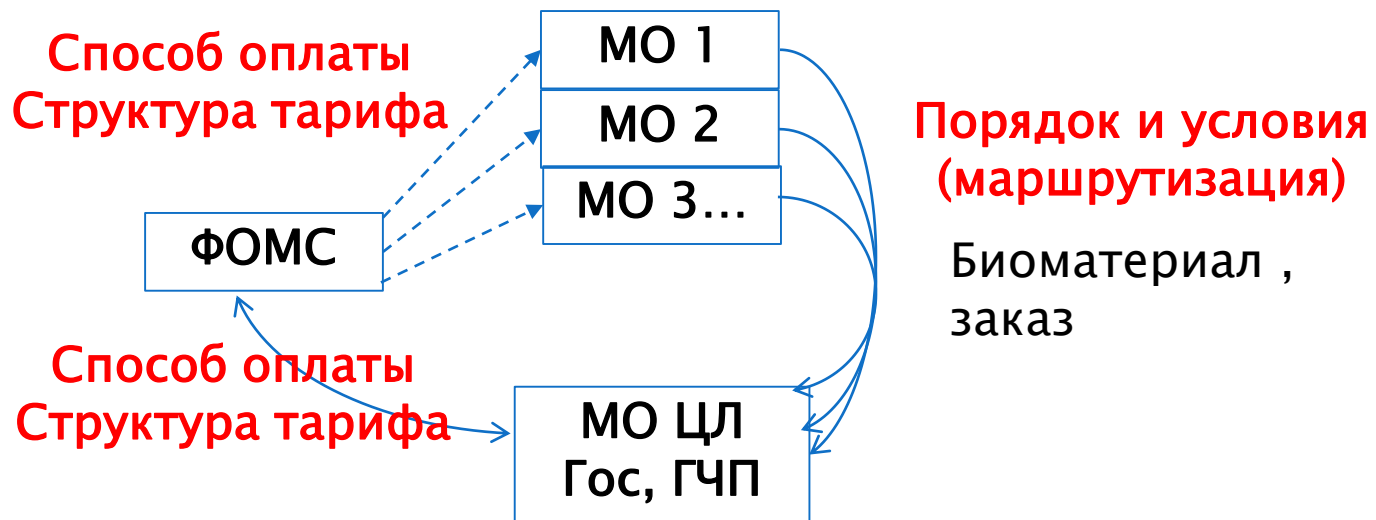 Способ оплаты
Структура тарифа
МО 1
МО 2
МО 3...
ФОМС
Порядок и условия
(маршрутизация)
Биоматериал ,
заказ
Способ оплаты
Структура тарифа
МО ЦЛ
Гос, ГЧП